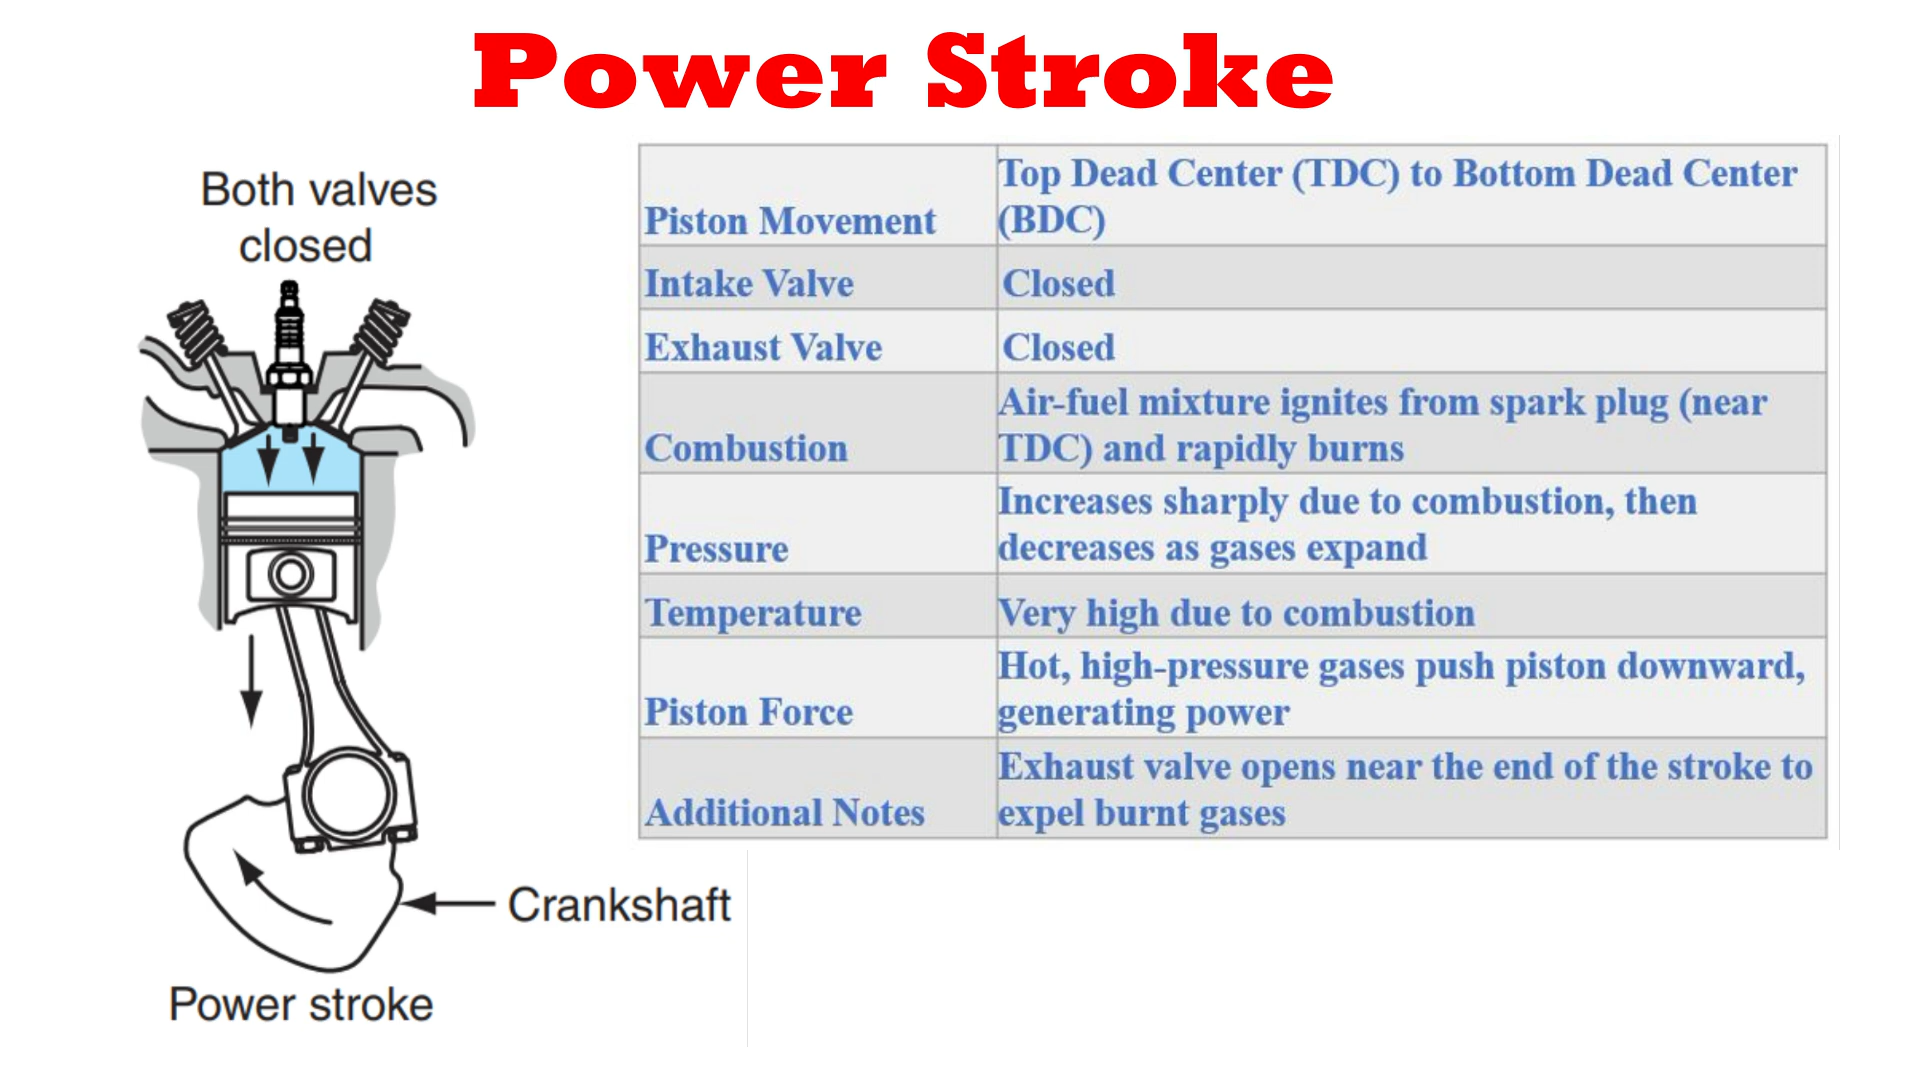 Power Stroke
Both valves
closed
Crankshaft
Power stroke
Piston Movement
Top Dead Center (TDC) to Bottom Dead Center
(BDC)
Intake Valve
Closed
Exhaust Valve
Closed
Combustion
Air-fuel mixture ignites from spark plug (near
TDC) and rapidly burns
Pressure
Increases sharply due to combustion, then
decreases as gases expand
Temperature
Very high due to combustion
Piston Force
Hot, high-pressure gases push piston downward,
generating power
Additional Notes
Exhaust valve opens near the end of the stroke to
expel burnt gases